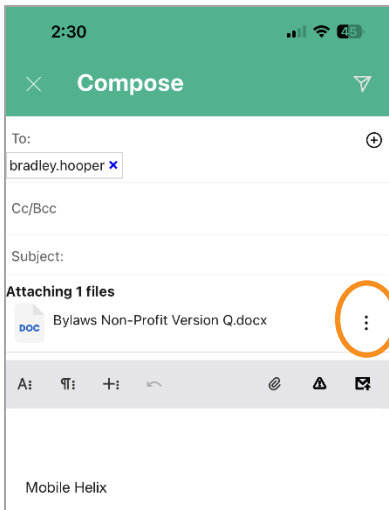 2:30
45
Compose
To:
bradley.hooper ×
Cc/Bcc
Subject:
Attaching 1 files
DOC
Bylaws Non-Profit Version Q.docx
A
Mobile Helix